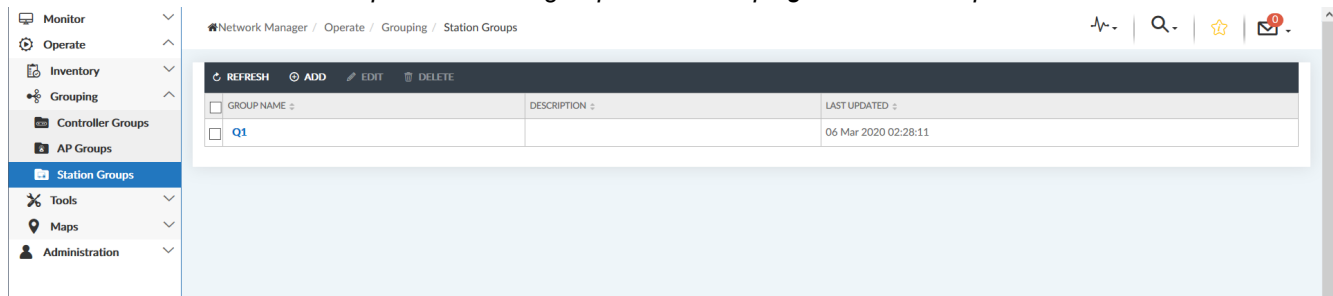 Monitor
Operate
Inventory
Grouping
Controller Groups
AP Groups
Station Groups
Tools
Maps
Administration
Network Manager / Operate / Grouping / Station Groups
0
REFRESH ADD EDIT DELETE
GROUP NAME DESCRIPTION LAST UPDATED
Q1 06 Mar 2020 02:28:11